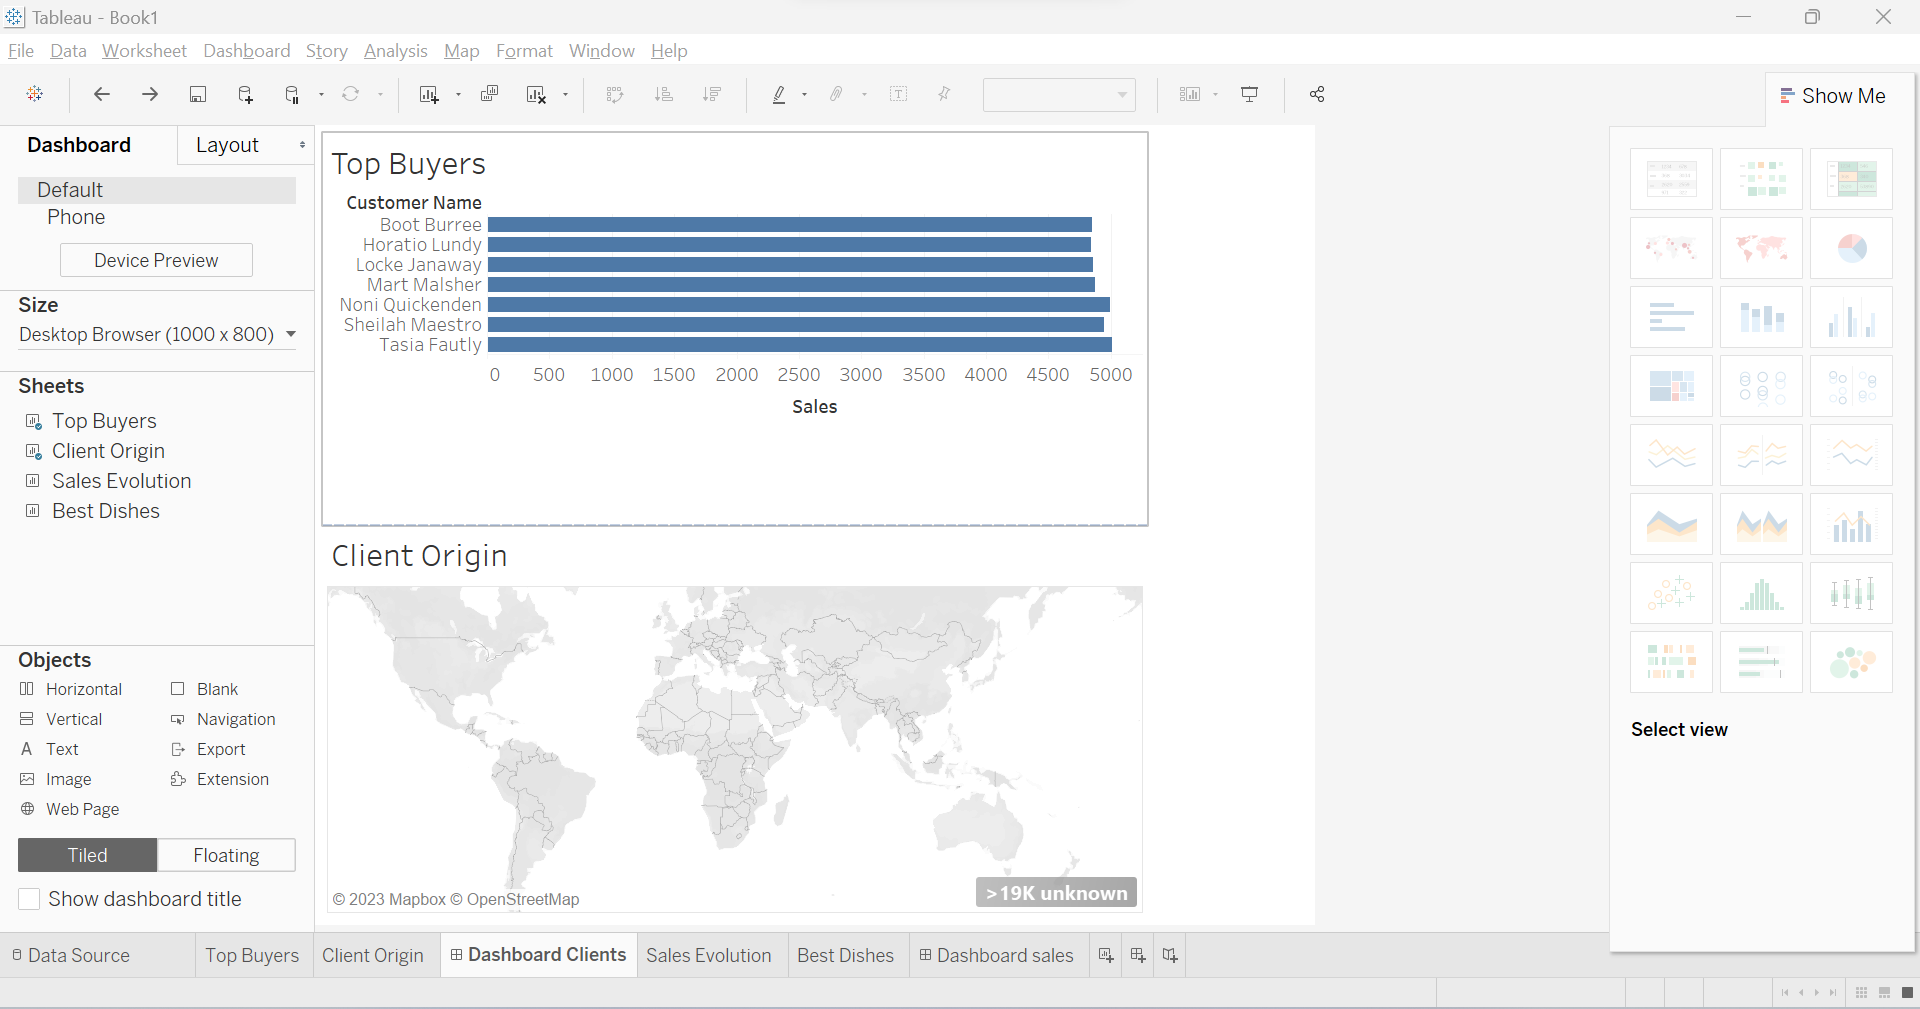 Tableau - Book1
File Data Worksheet Dashboard Story Analysis Map Format Window Help
Show Me
Dashboard
Layout
Default
Phone
Device Preview
Size
Desktop Browser (1000 x 800)
Sheets
Top Buyers
Client Origin
Sales Evolution
Best Dishes
Objects
Horizontal
Blank
Vertical
Navigation
Text
Export
Image
Extension
Web Page
Tiled
Floating
Show dashboard title
Top Buyers
Customer Name
Boot Burree
Horatio Lundy
Locke Janaway
Mart Malsher
Noni Quickenden
Sheilah Maestro
Tasia Fautly
0 500 1000 1500 2000 2500 3000 3500 4000 4500 5000
Sales
Client Origin
© 2023 Mapbox © OpenStreetMap
>19K unknown
Select view
Data Source
Top Buyers
Client Origin
Dashboard Clients
Sales Evolution
Best Dishes
Dashboard sales